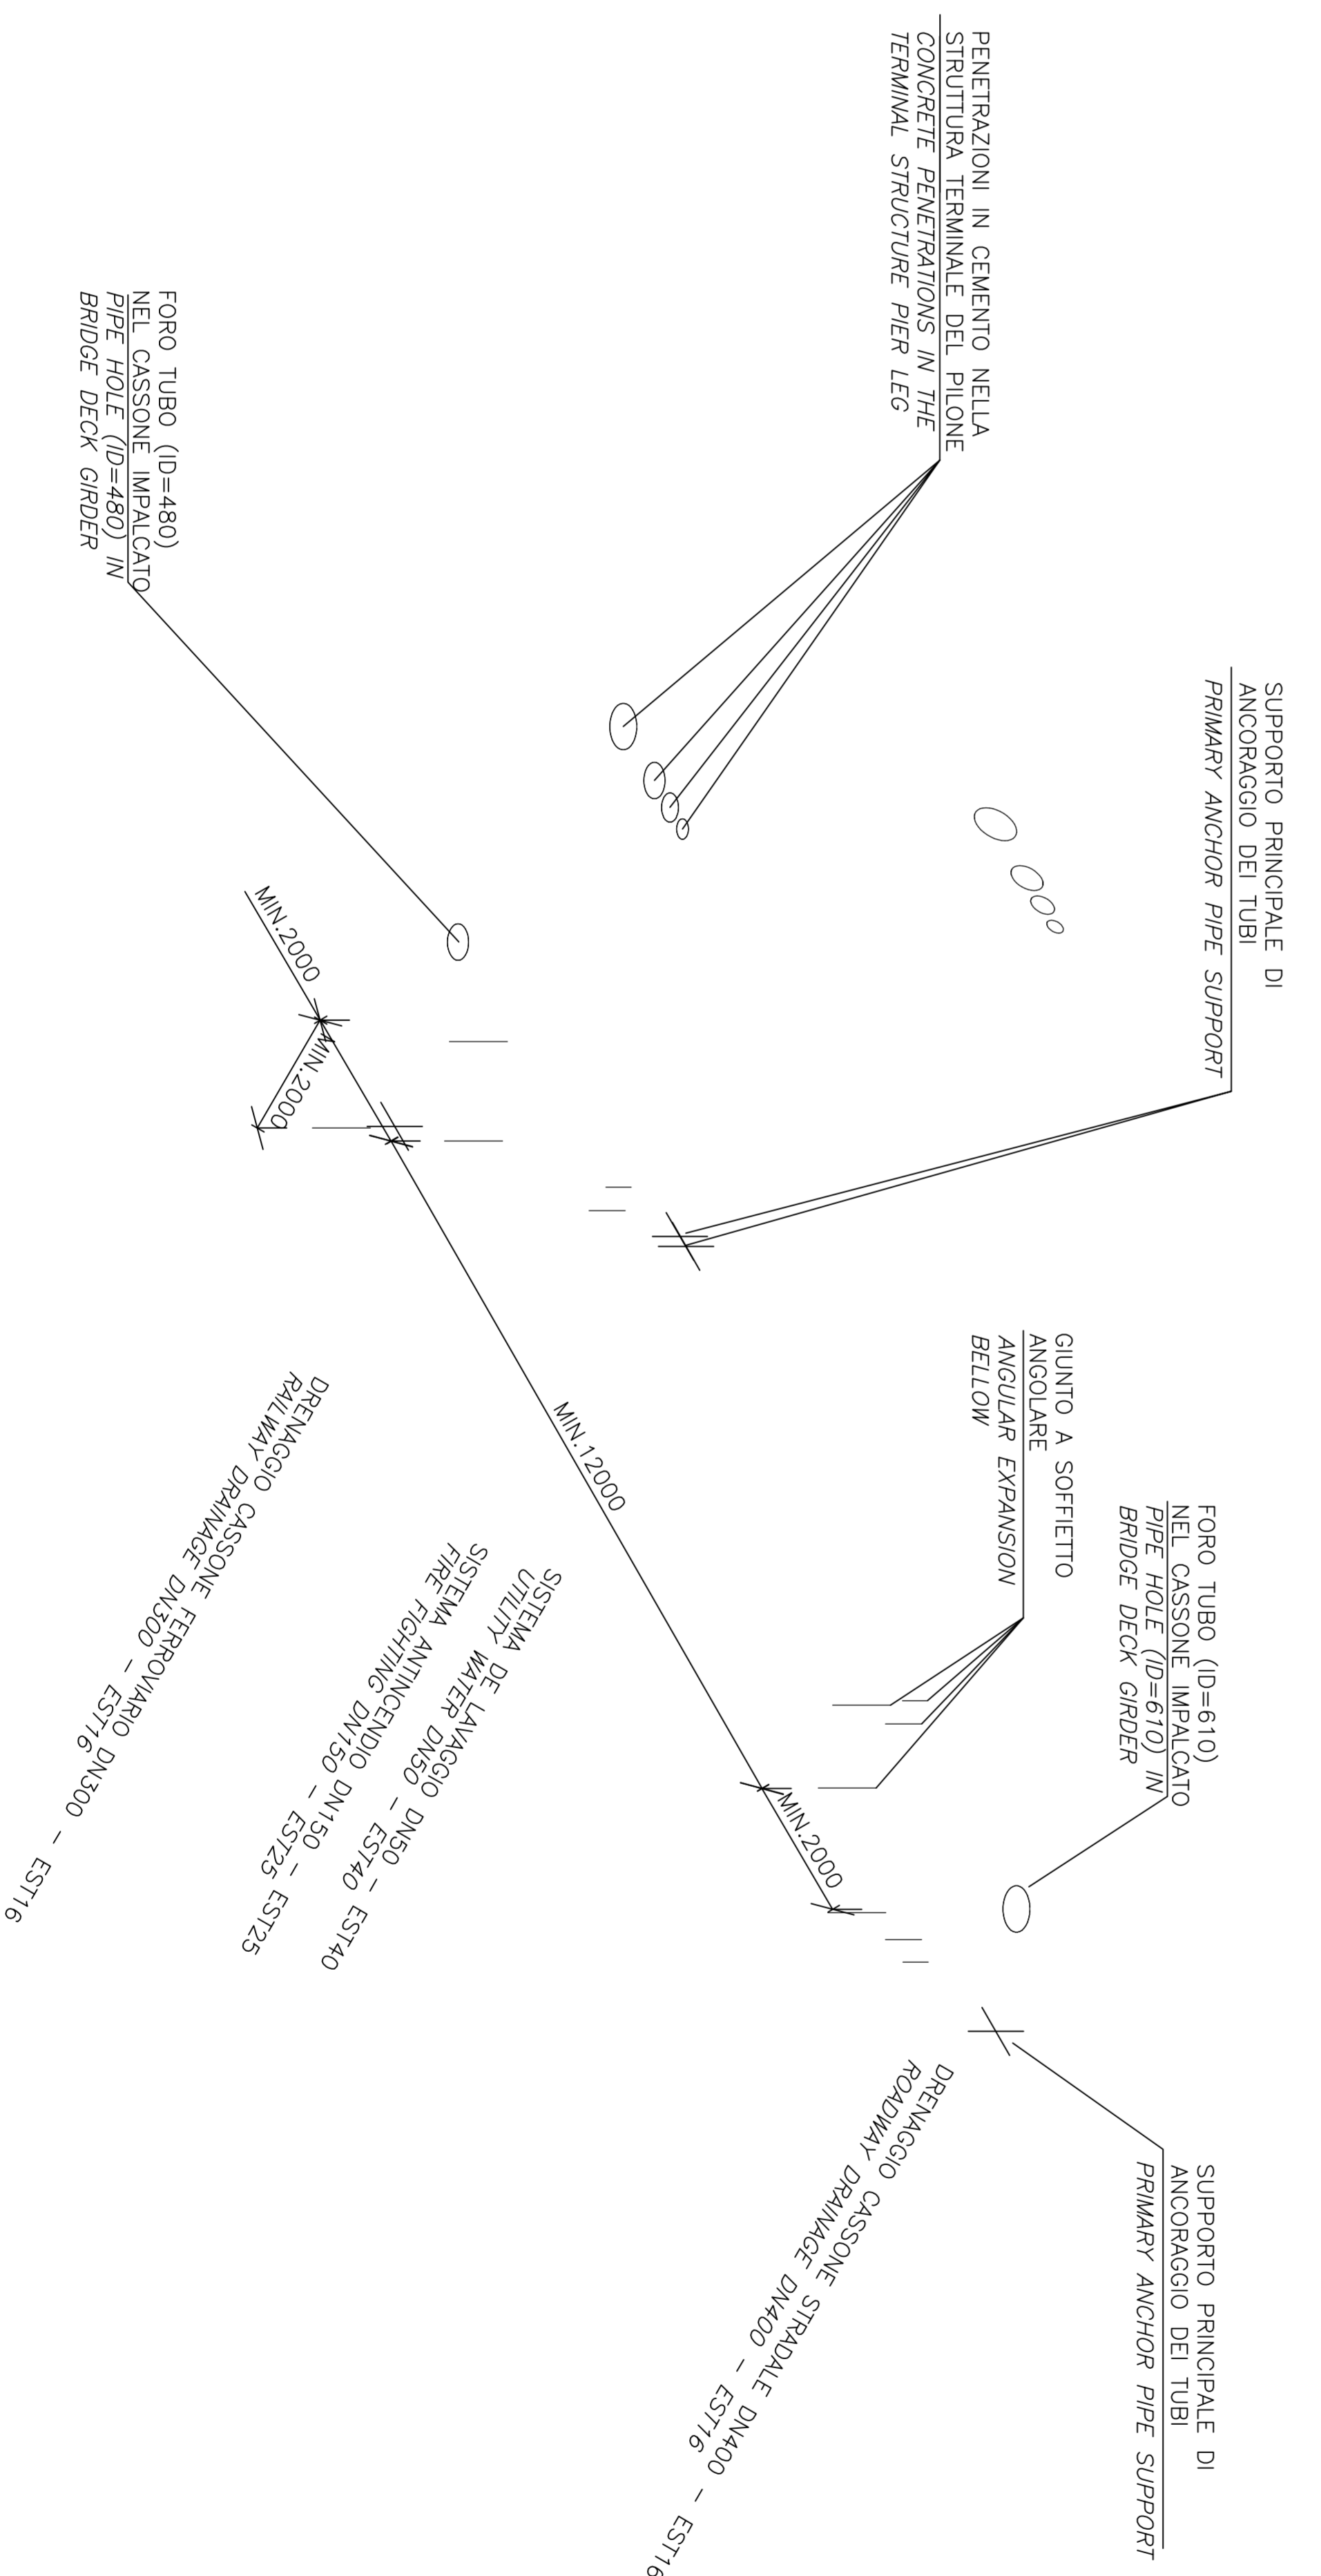 PENETRAZIONI IN CEMENTO NELLA
STRUTTURA TERMINALE DEL PILONE
CONCRETE PENETRATIONS IN THE
TERMINAL STRUCTURE PIER LEG
FORO TUBO (ID=480)
NEL CASSONE IMPALCATO
PIPE HOLE (ID=480) IN
BRIDGE DECK GIRDER
SUPPORTO PRINCIPALE DI
ANCORAGGIO DEI TUBI
PRIMARY ANCHOR PIPE SUPPORT
MIN.2000
MIN.2000
MIN.12000
MIN.2000
GIUNTO A SOFFIETTO
ANGOLARE
ANGULAR EXPANSION
BELLOW
FORO TUBO (ID=610)
NEL CASSONE IMPALCATO
PIPE HOLE (ID=610) IN
BRIDGE DECK GIRDER
DRENAGGIO CASSONE FERROVIARIO DN300 – EST16
RAILWAY DRAINAGE DN300 – EST16
SISTEMA ANTINCENDIO DN150 – EST25
FIRE FIGHTING DN150 – EST25
SISTEMA DE LAVAGGIO DN50 – EST40
UTILITY WATER DN50 – EST40
DRENAGGIO CASSONE STRADALE DN400 – EST16
ROADWAY DRAINAGE DN400 – EST16
SUPPORTO PRINCIPALE DI
ANCORAGGIO DEI TUBI
PRIMARY ANCHOR PIPE SUPPORT